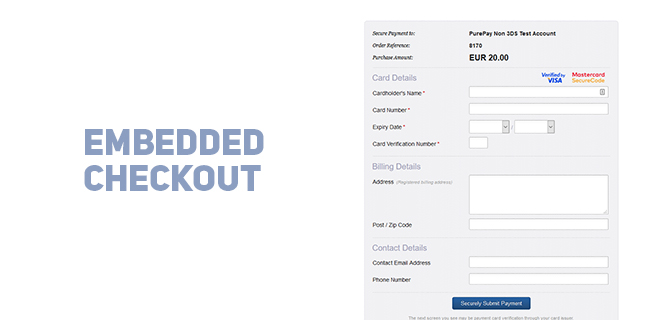 EMBEDDED
CHECKOUT
Secure Payment to: PurePay Non 3DS Test Account
Order Reference: 8170
Purchase Amount: EUR 20.00
Card Details
Verified by VISA
Mastercard SecureCode
Cardholder's Name *
Card Number *
Expiry Date * /
Card Verification Number *
Billing Details
Address (Registered billing address)
Post / Zip Code
Contact Details
Contact Email Address
Phone Number
Securely Submit Payment
The next screen you see may be payment card verification through your card issuer.